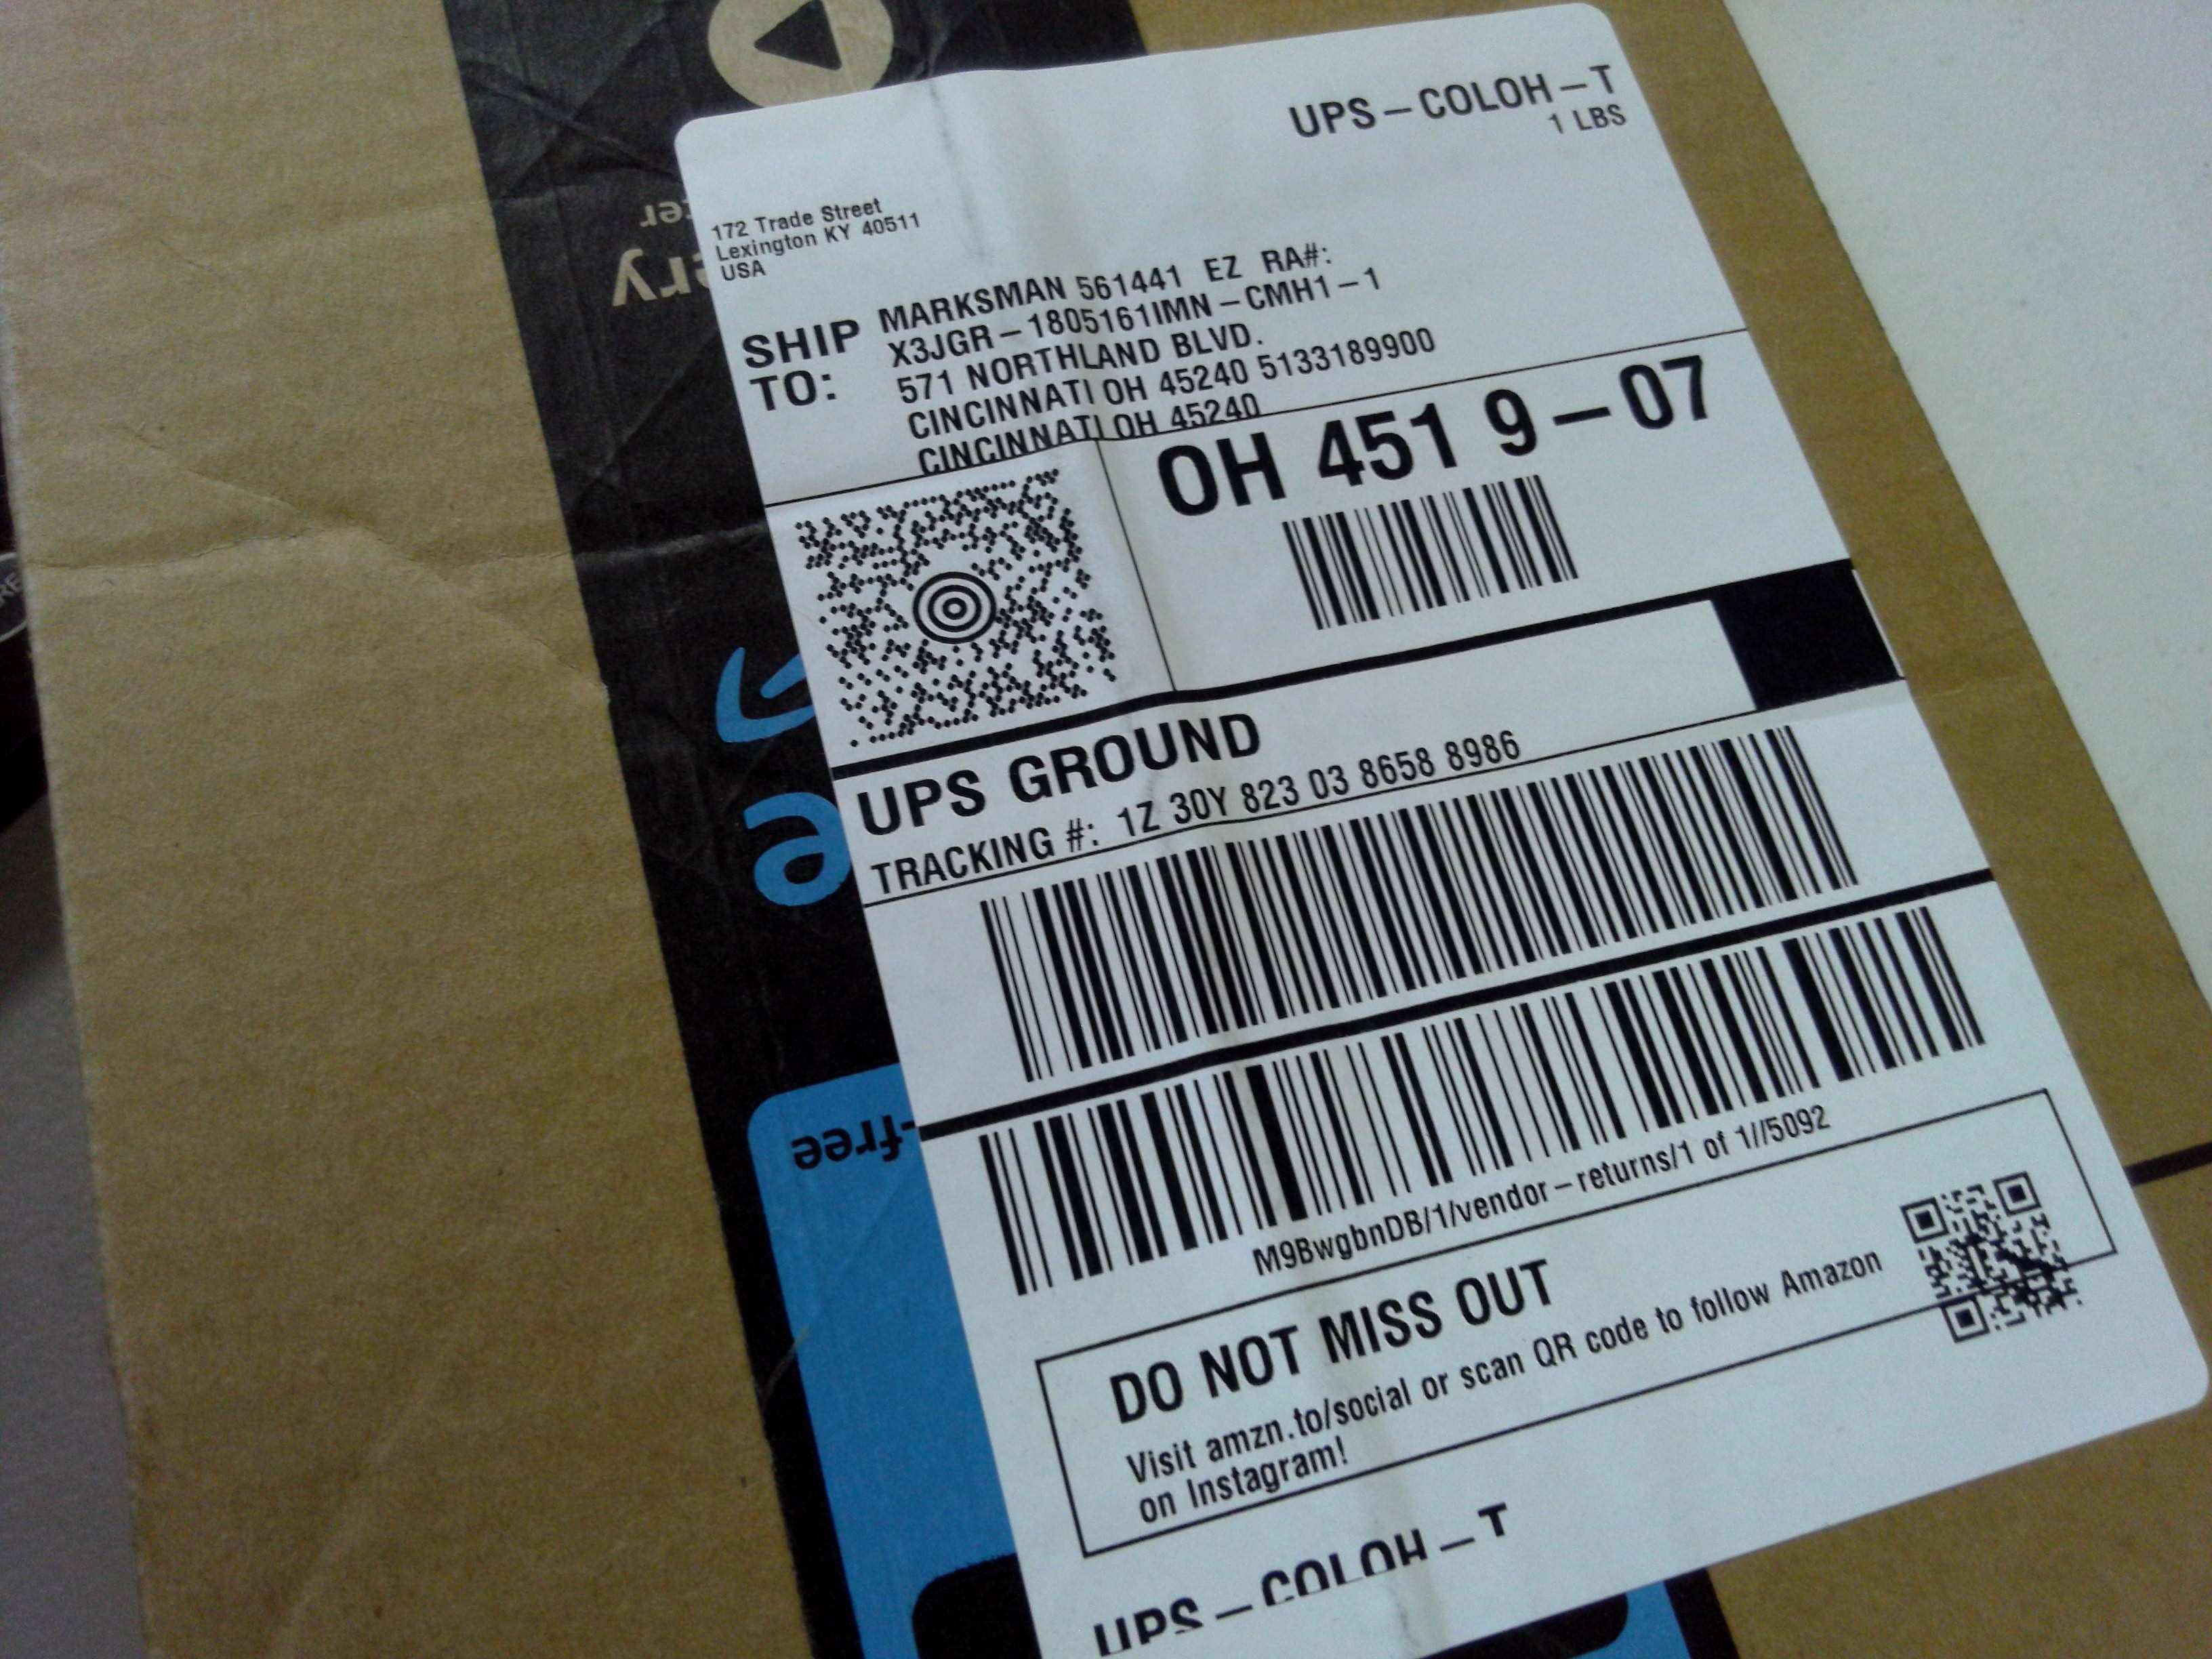 UPS-COLOH-T
1 LBS
172 Trade Street
Lexington KY 40511
USA
SHIP TO:
MARKSMAN 561441 EZ RA#:
X3JGR-1805161IMN-CMH1-1
571 NORTHLAND BLVD.
CINCINNATI OH 45240 5133189900
CINCINNATI OH 45240
OH 451 9-07
UPS GROUND
TRACKING #: 1Z 30Y 823 03 8658 8986
M9BwgbnDB/1/vendor-returns/1 of 1//5092
DO NOT MISS OUT
Visit amzn.to/social or scan QR code to follow Amazon
on Instagram!
UPS-COLOH-T
-free